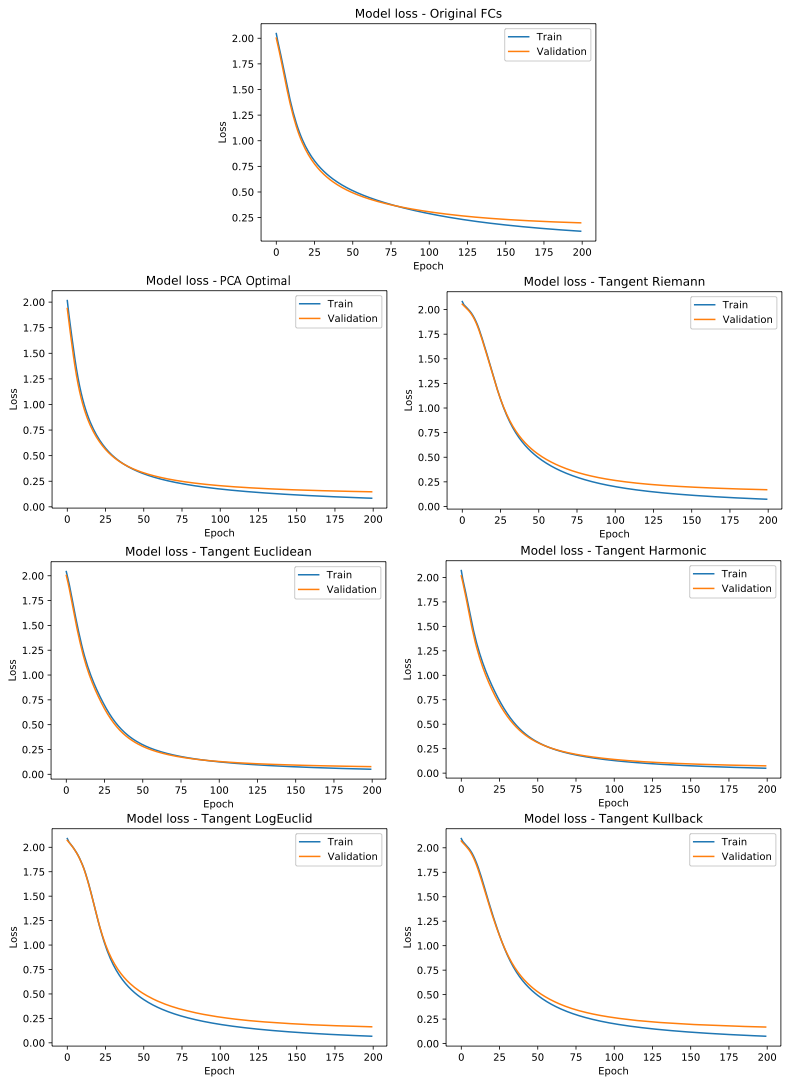 Model loss - Original FCs
2.00
1.75
1.50
1.25
1.00
0.75
0.50
0.25
Loss
Train
Validation
0 25 50 75 100 125 150 175 200
Epoch
Model loss - PCA Optimal
2.00
1.75
1.50
1.25
1.00
0.75
0.50
0.25
0.00
Loss
Train
Validation
0 25 50 75 100 125 150 175 200
Epoch
Model loss - Tangent Riemann
2.00
1.75
1.50
1.25
1.00
0.75
0.50
0.25
0.00
Loss
Train
Validation
0 25 50 75 100 125 150 175 200
Epoch
Model loss - Tangent Euclidean
2.00
1.75
1.50
1.25
1.00
0.75
0.50
0.25
0.00
Loss
Train
Validation
0 25 50 75 100 125 150 175 200
Epoch
Model loss - Tangent Harmonic
2.00
1.75
1.50
1.25
1.00
0.75
0.50
0.25
0.00
Loss
Train
Validation
0 25 50 75 100 125 150 175 200
Epoch
Model loss - Tangent LogEuclid
2.00
1.75
1.50
1.25
1.00
0.75
0.50
0.25
0.00
Loss
Train
Validation
0 25 50 75 100 125 150 175 200
Epoch
Model loss - Tangent Kullback
2.00
1.75
1.50
1.25
1.00
0.75
0.50
0.25
0.00
Loss
Train
Validation
0 25 50 75 100 125 150 175 200
Epoch